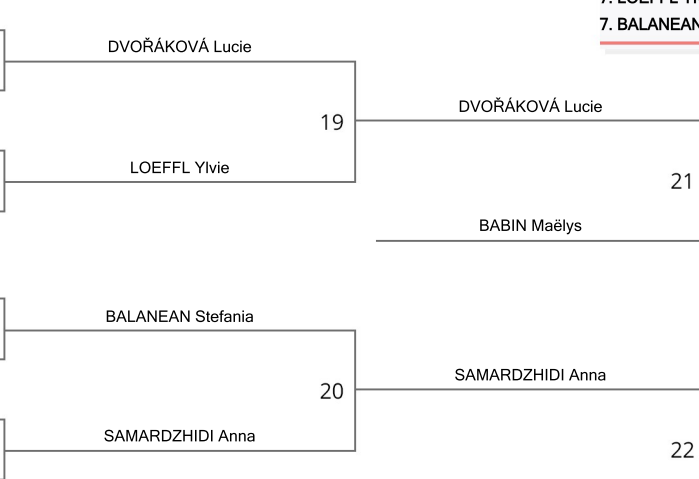 7. BALANEAN
DVOŘÁKOVÁ Lucie
19
DVOŘÁKOVÁ Lucie
LOEFFL Ylvie
21
BABIN Maëlys
BALANEAN Stefania
20
SAMARDZHIDI Anna
SAMARDZHIDI Anna
22